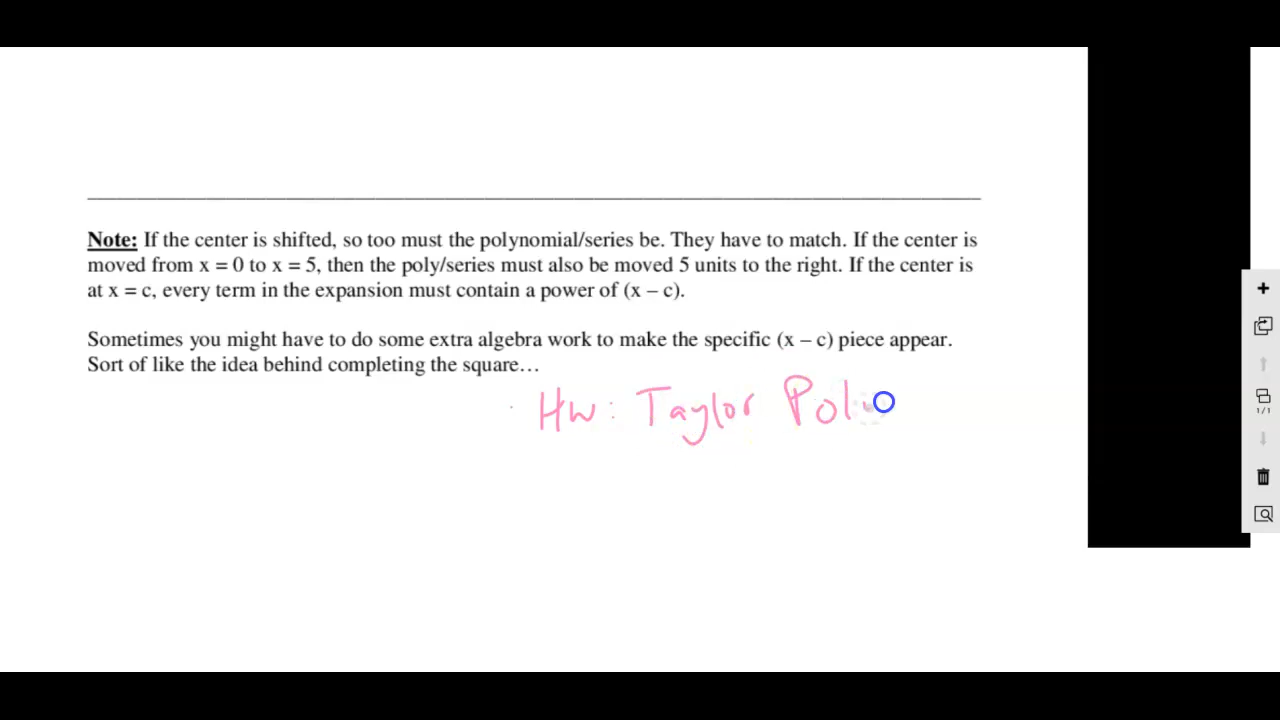 Note: If the center is shifted, so too must the polynomial/series be. They have to match. If the center is
moved from x = 0 to x = 5, then the poly/series must also be moved 5 units to the right. If the center is
at x = c, every term in the expansion must contain a power of (x – c).
Sometimes you might have to do some extra algebra work to make the specific (x – c) piece appear.
Sort of like the idea behind completing the square…
HW: Taylor Pol
1/1